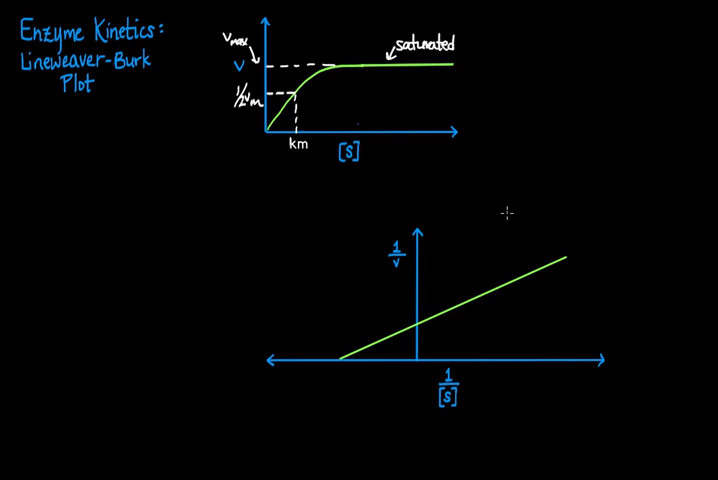 Enzyme Kinetics:
Lineweaver-Burk
Plot
Vmax
V
1/2Vm
saturated
km
[S]
1/v
1/[S]